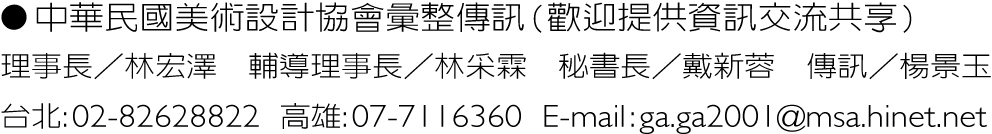 ●中華民國美術設計協會彙整傳訊(歡迎提供資訊交流共享)
理事長／林宏澤　輔導理事長／林采霖　秘書長／戴新蓉　傳訊／楊景玉
台北:02-82628822　高雄:07-7116360　E-mail:ga.ga2001@msa.hinet.net